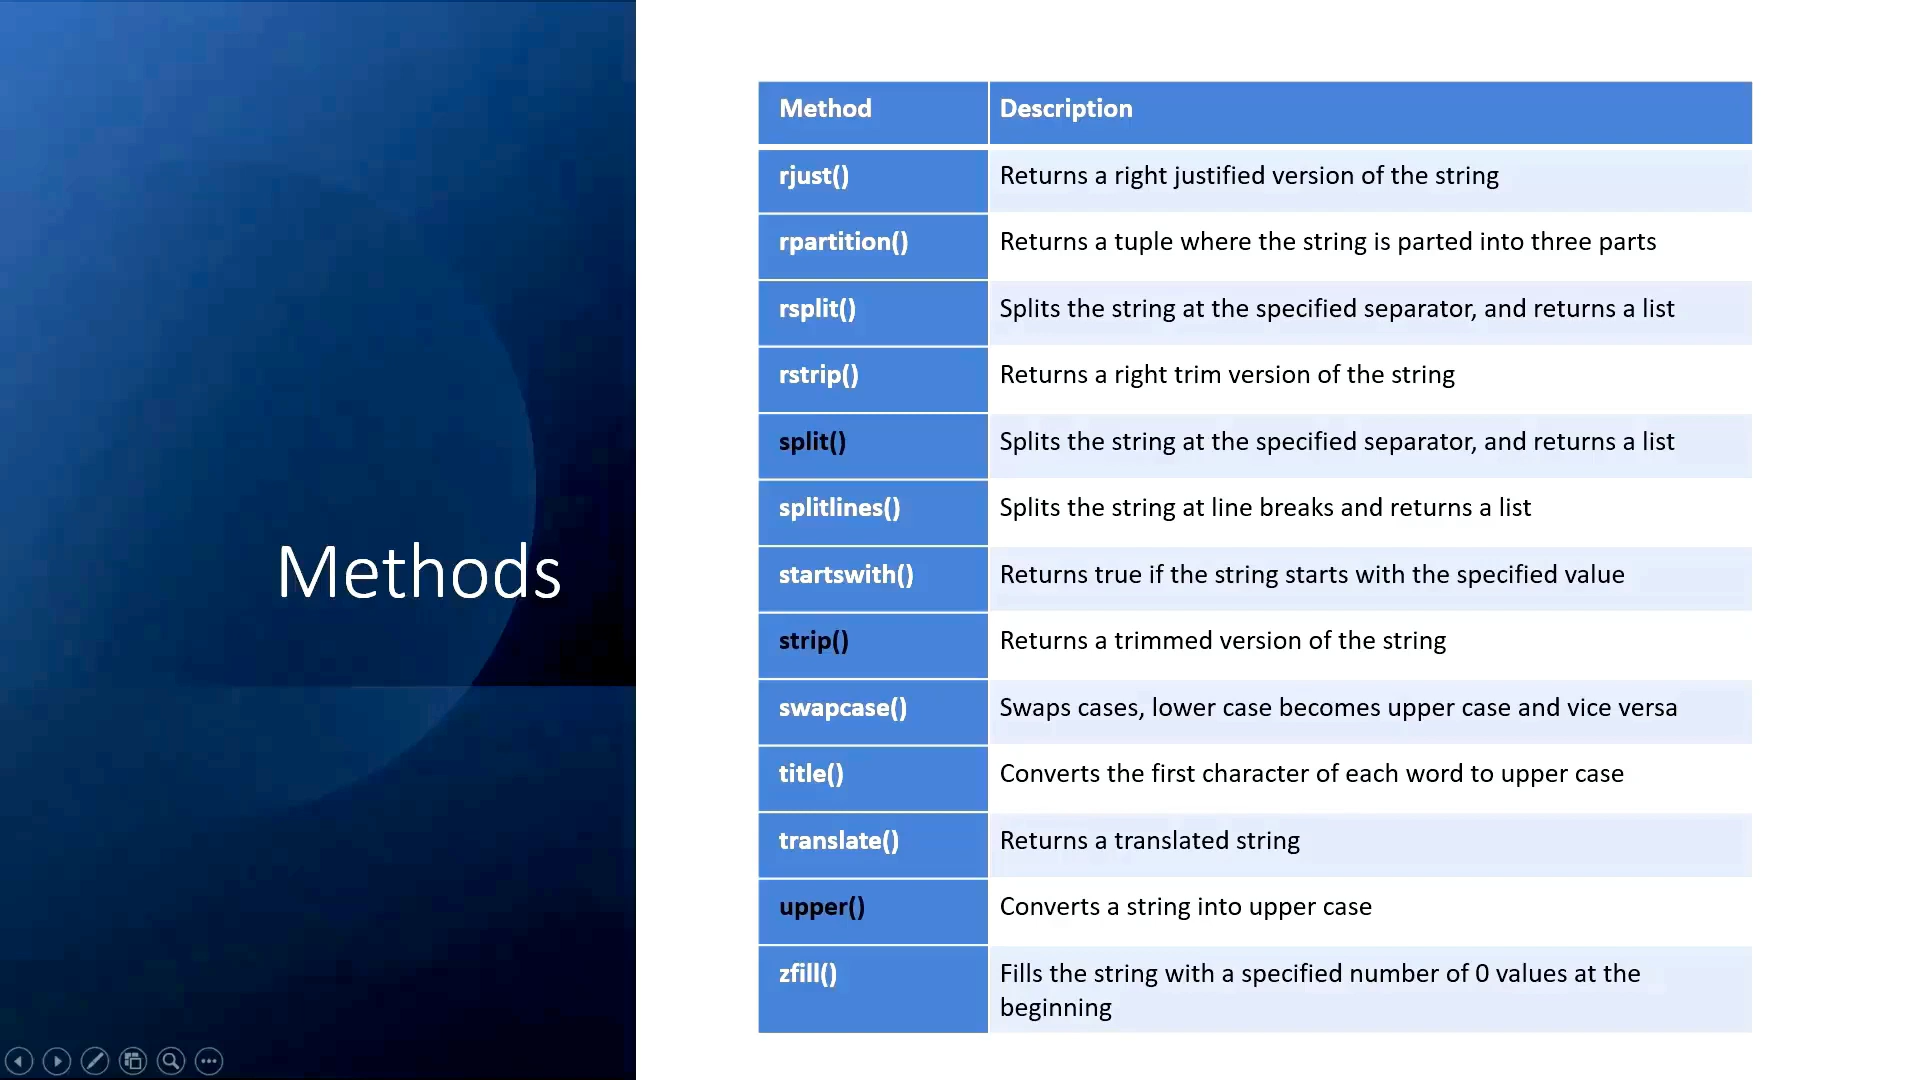 Methods
Method Description
rjust() Returns a right justified version of the string
rpartition() Returns a tuple where the string is parted into three parts
rsplit() Splits the string at the specified separator, and returns a list
rstrip() Returns a right trim version of the string
split() Splits the string at the specified separator, and returns a list
splitlines() Splits the string at line breaks and returns a list
startswith() Returns true if the string starts with the specified value
strip() Returns a trimmed version of the string
swapcase() Swaps cases, lower case becomes upper case and vice versa
title() Converts the first character of each word to upper case
translate() Returns a translated string
upper() Converts a string into upper case
zfill() Fills the string with a specified number of 0 values at the
beginning